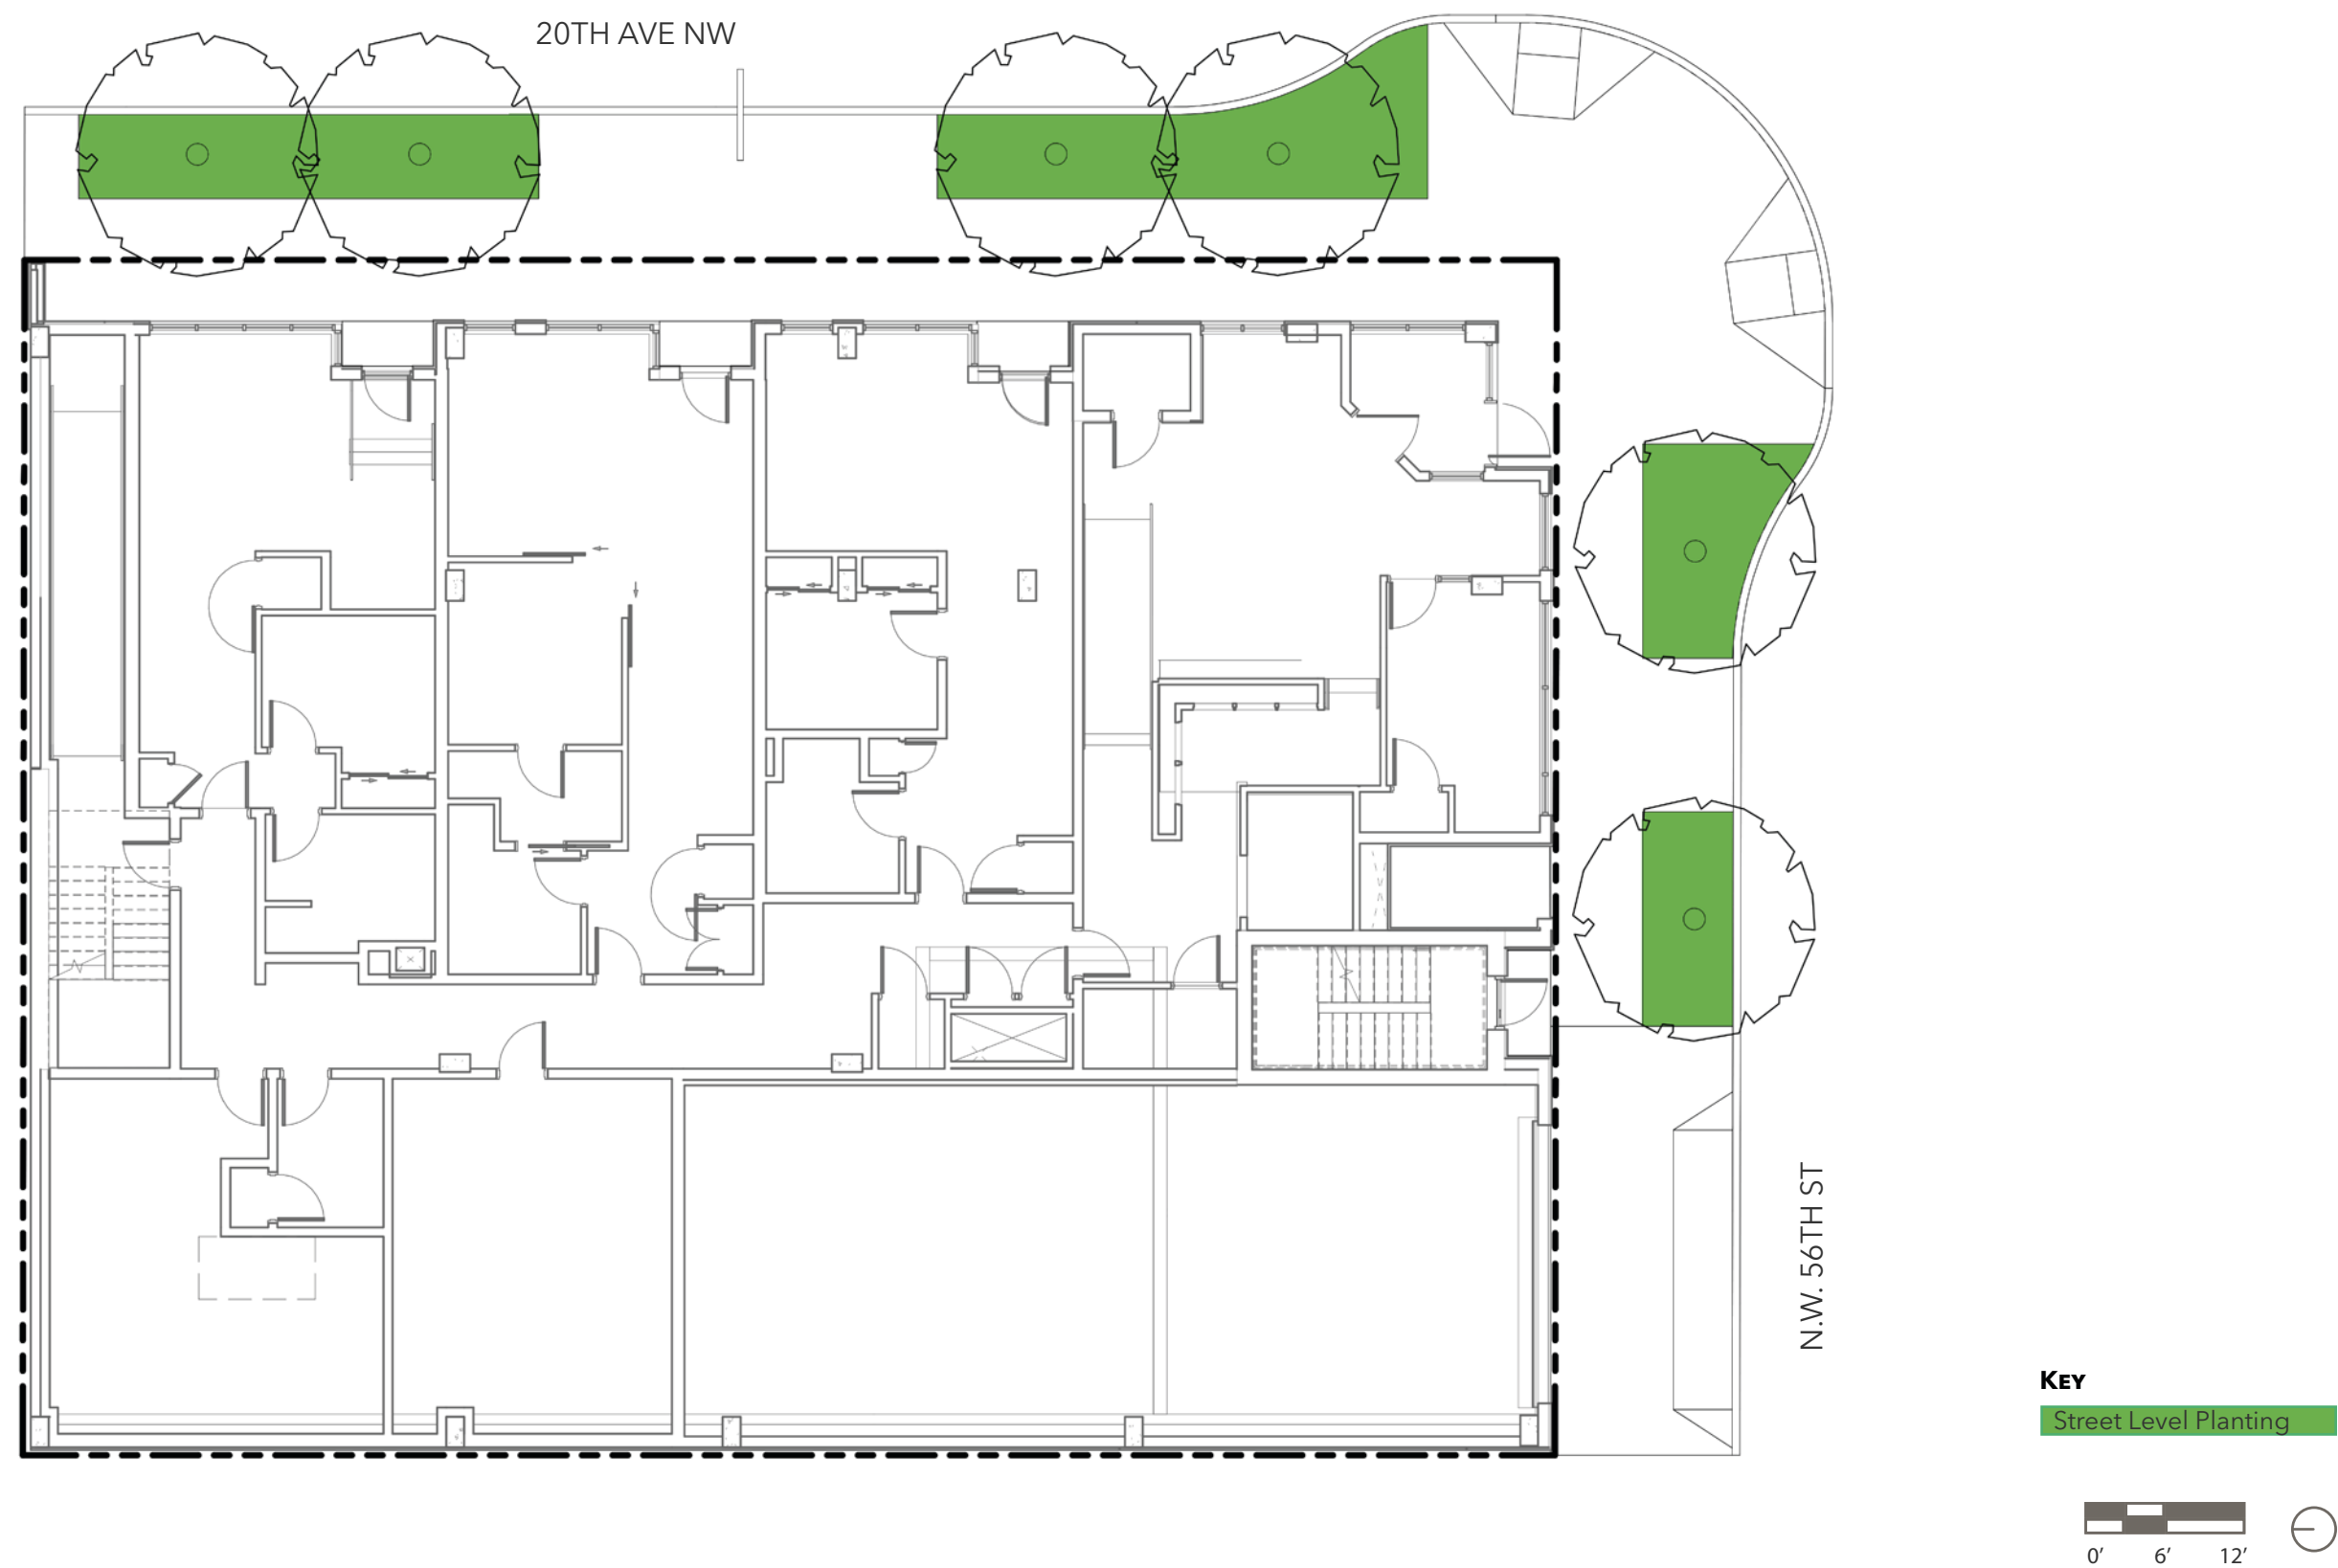 20TH AVE NW
N.W. 56TH ST
KEY
Street Level Planting
0’ 6’ 12’